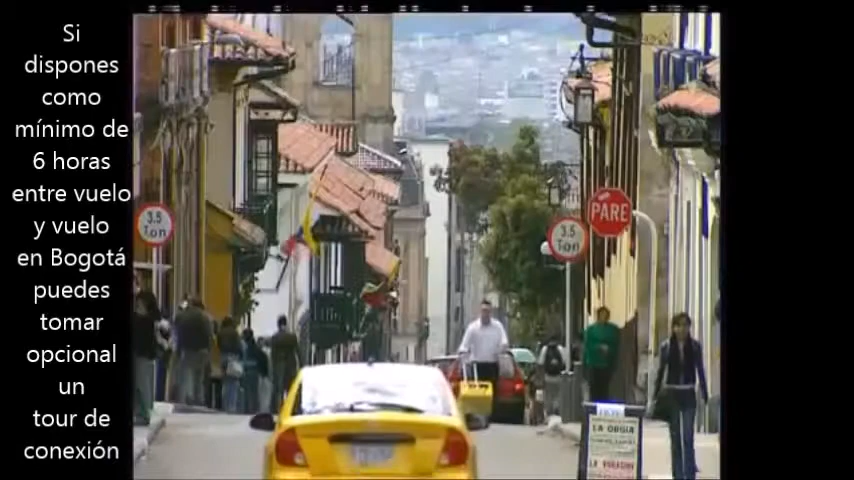 Si
dispones
como
mínimo de
6 horas
entre vuelo
y vuelo
en Bogotá
puedes
tomar
opcional
un
tour de
conexión
3.5
Ton
3.5
Ton
PARE
LA OBGIA